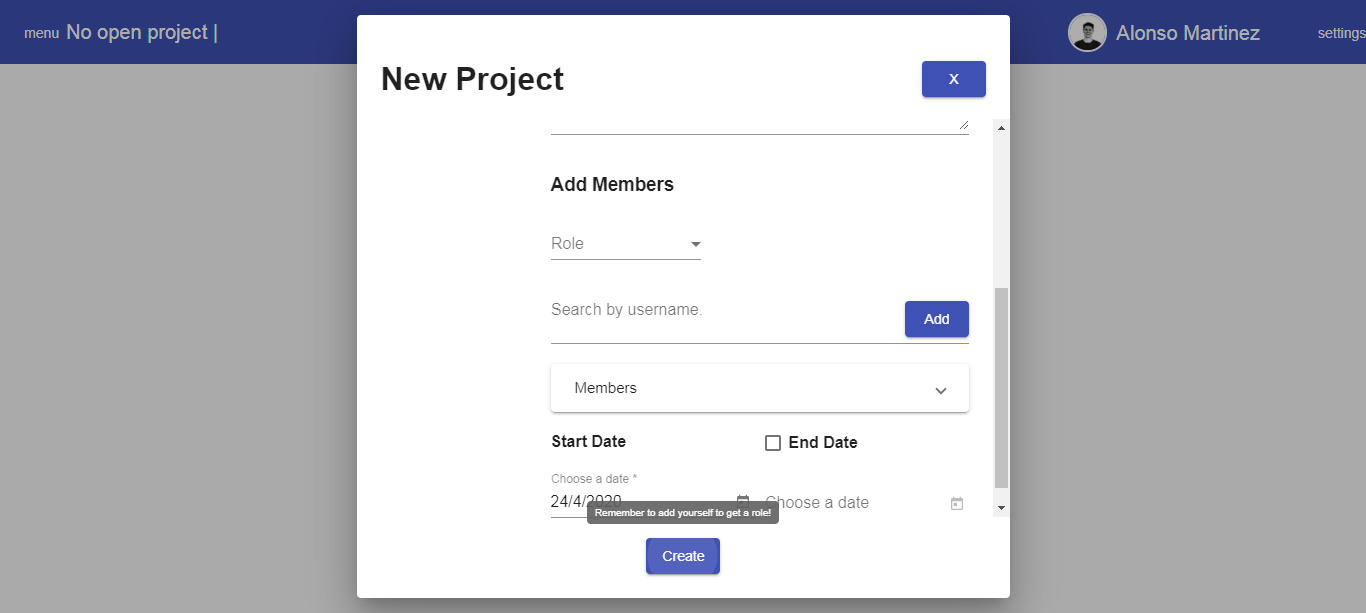 menu No open project |
Alonso Martinez
settings
New Project
X
Add Members
Role
Search by username.
Add
Members
Start Date
End Date
Choose a date *
24/4/2020
Choose a date
Remember to add yourself to get a role!
Create